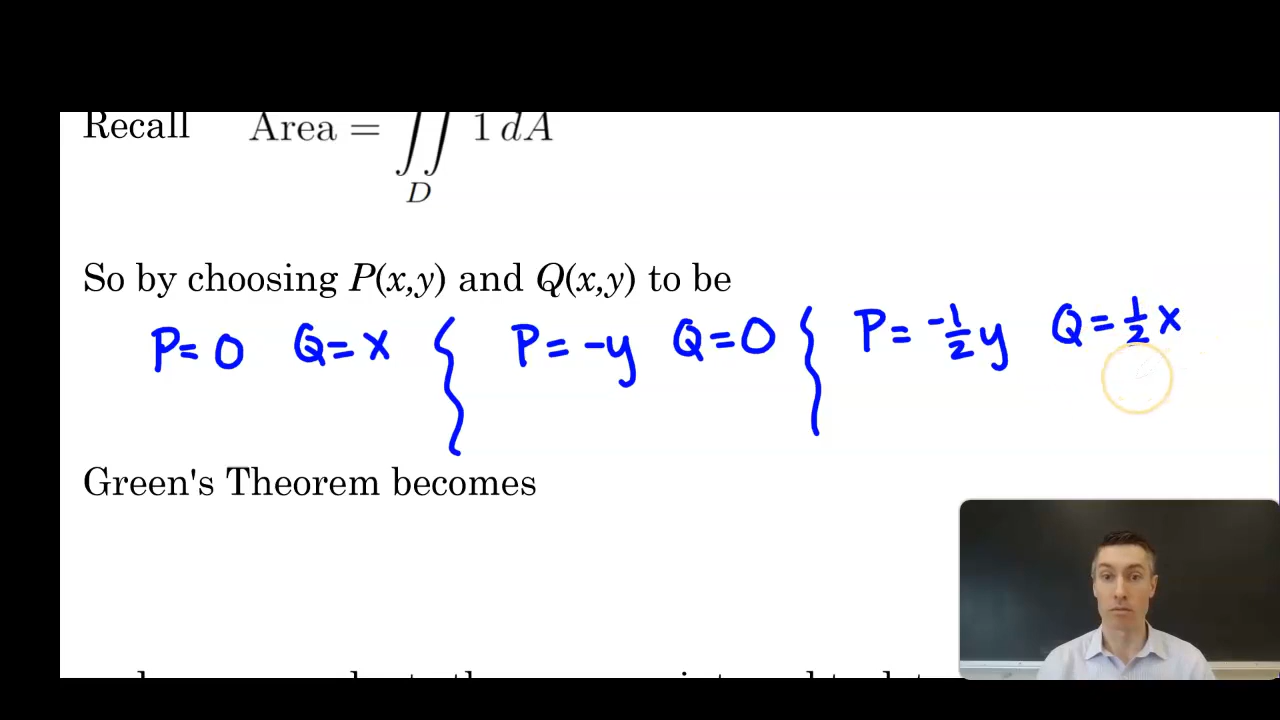 Recall Area = ∬ 1 dA
D
So by choosing P(x,y) and Q(x,y) to be
P=0 Q=x { P=-y Q=0 { P=-½y Q=½x
Green's Theorem becomes